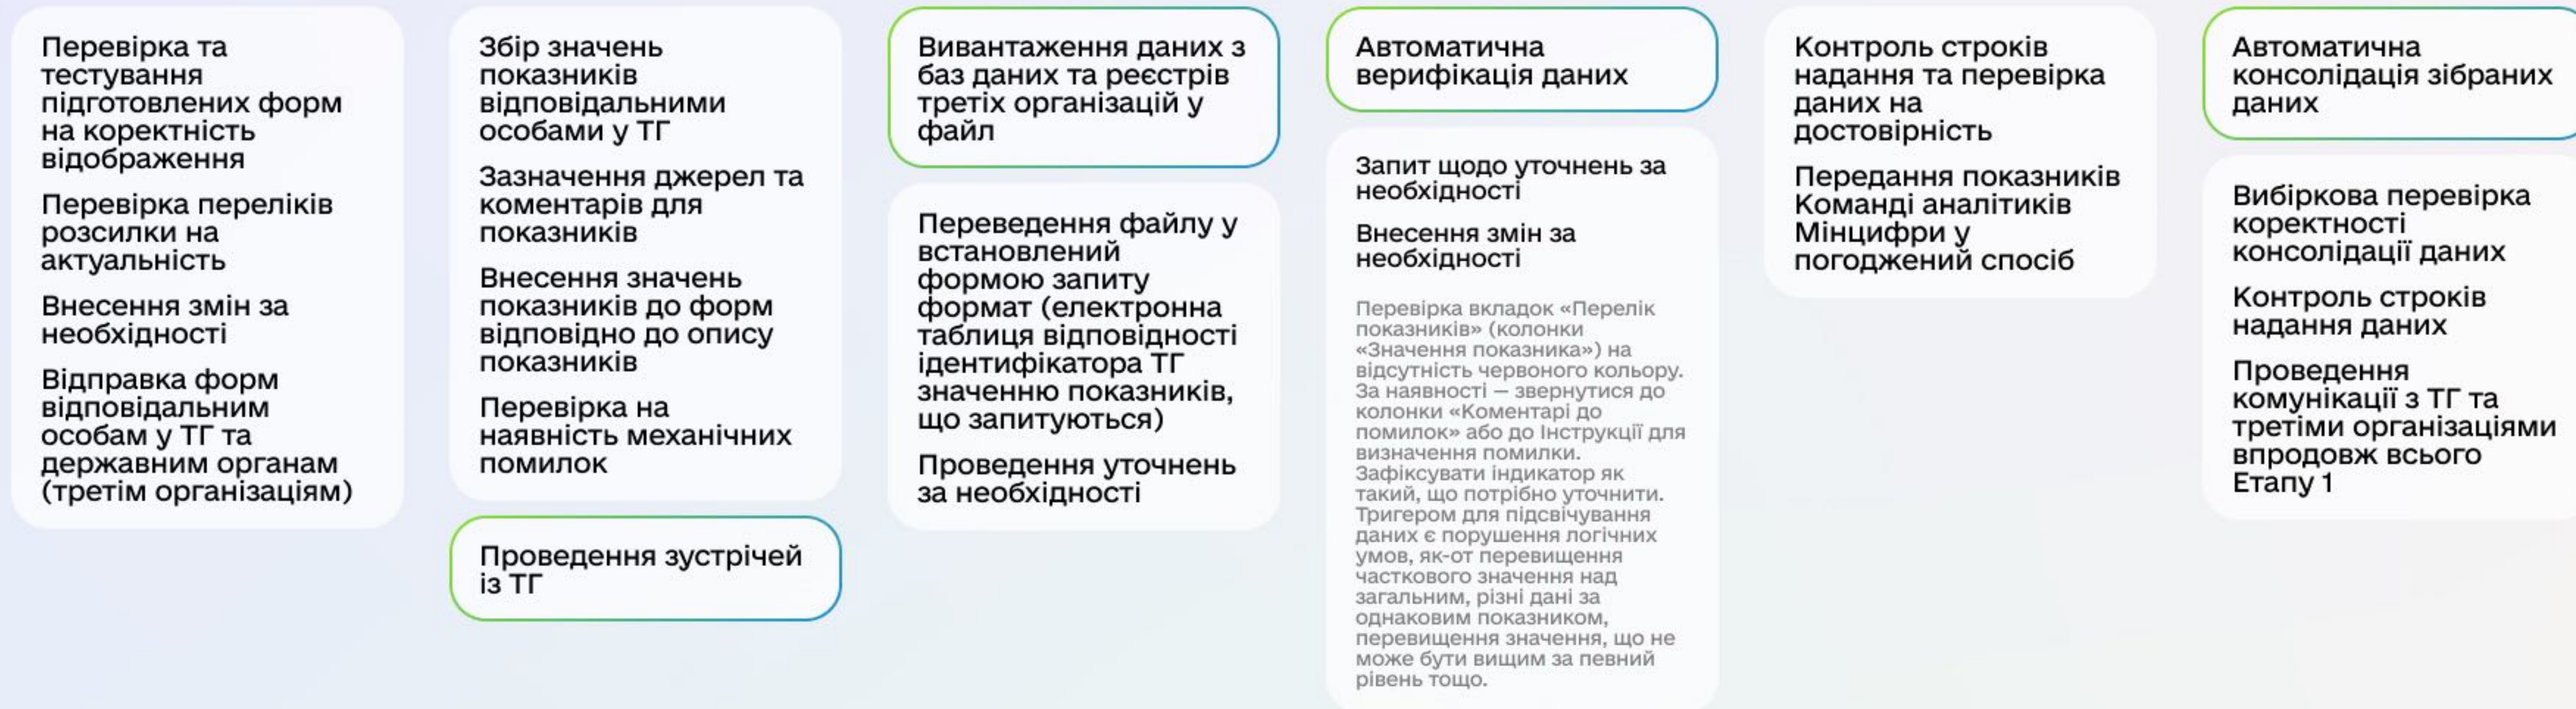 Перевірка та
тестування
підготовлених форм
на коректність
відображення
Перевірка переліків
розсилки на
актуальність
Внесення змін за
необхідності
Відправка форм
відповідальним
особам у ТГ та
державним органам
(третім організаціям)
Збір значень
показників
відповідальними
особами у ТГ
Зазначення джерел та
коментарів для
показників
Внесення значень
показників до форм
відповідно до опису
показників
Перевірка на
наявність механічних
помилок
Проведення зустрічей
із ТГ
Вивантаження даних з
баз даних та реєстрів
третіх організацій у
файл
Переведення файлу у
встановлений
формою запиту
формат (електронна
таблиця відповідності
ідентифікатора ТГ
значенню показників,
що запитуються)
Проведення уточнень
за необхідності
Автоматична
верифікація даних
Запит щодо уточнень за
необхідності
Внесення змін за
необхідності
Перевірка вкладок «Перелік
показників» (колонки
«Значення показника») на
відсутність червоного кольору.
За наявності — звернутися до
колонки «Коментарі до
помилок» або до Інструкції для
визначення помилки.
Зафіксувати індикатор як
такий, що потрібно уточнити.
Тригером для підсвічування
даних є порушення логічних
умов, як-от перевищення
часткового значення над
загальним, різні дані за
однаковим показником,
перевищення значення, що не
може бути вищим за певний
рівень тощо.
Контроль строків
надання та перевірка
даних на
достовірність
Передання показників
Команді аналітиків
Мінцифри у
погоджений спосіб
Автоматична
консолідація зібраних
даних
Вибіркова перевірка
коректності
консолідації даних
Контроль строків
надання даних
Проведення
комунікації з ТГ та
третіми організаціями
впродовж всього
Етапу 1